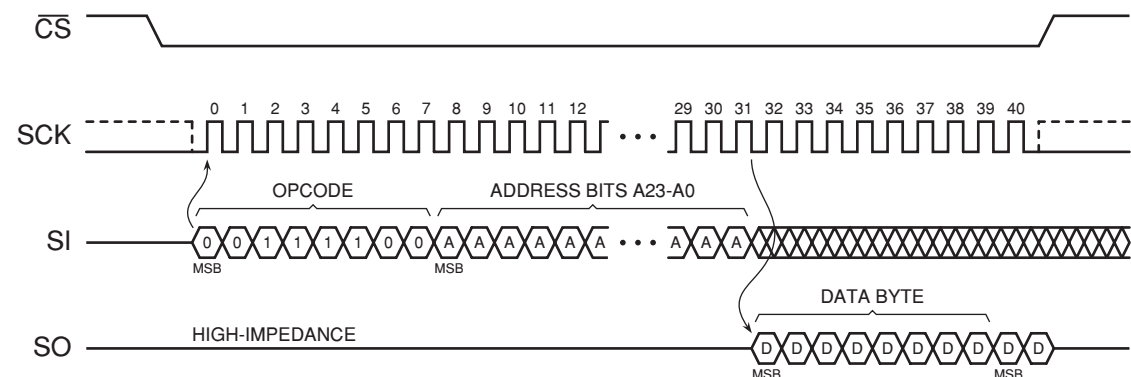 CS
0 1 2 3 4 5 6 7 8 9 10 11 12 29 30 31 32 33 34 35 36 37 38 39 40
SCK
OPCODE ADDRESS BITS A23-A0
SI 0 0 1 1 1 1 0 0 A A A A A A A A A
MSB MSB
DATA BYTE
HIGH-IMPEDANCE
SO D D D D D D D D D D
MSB MSB